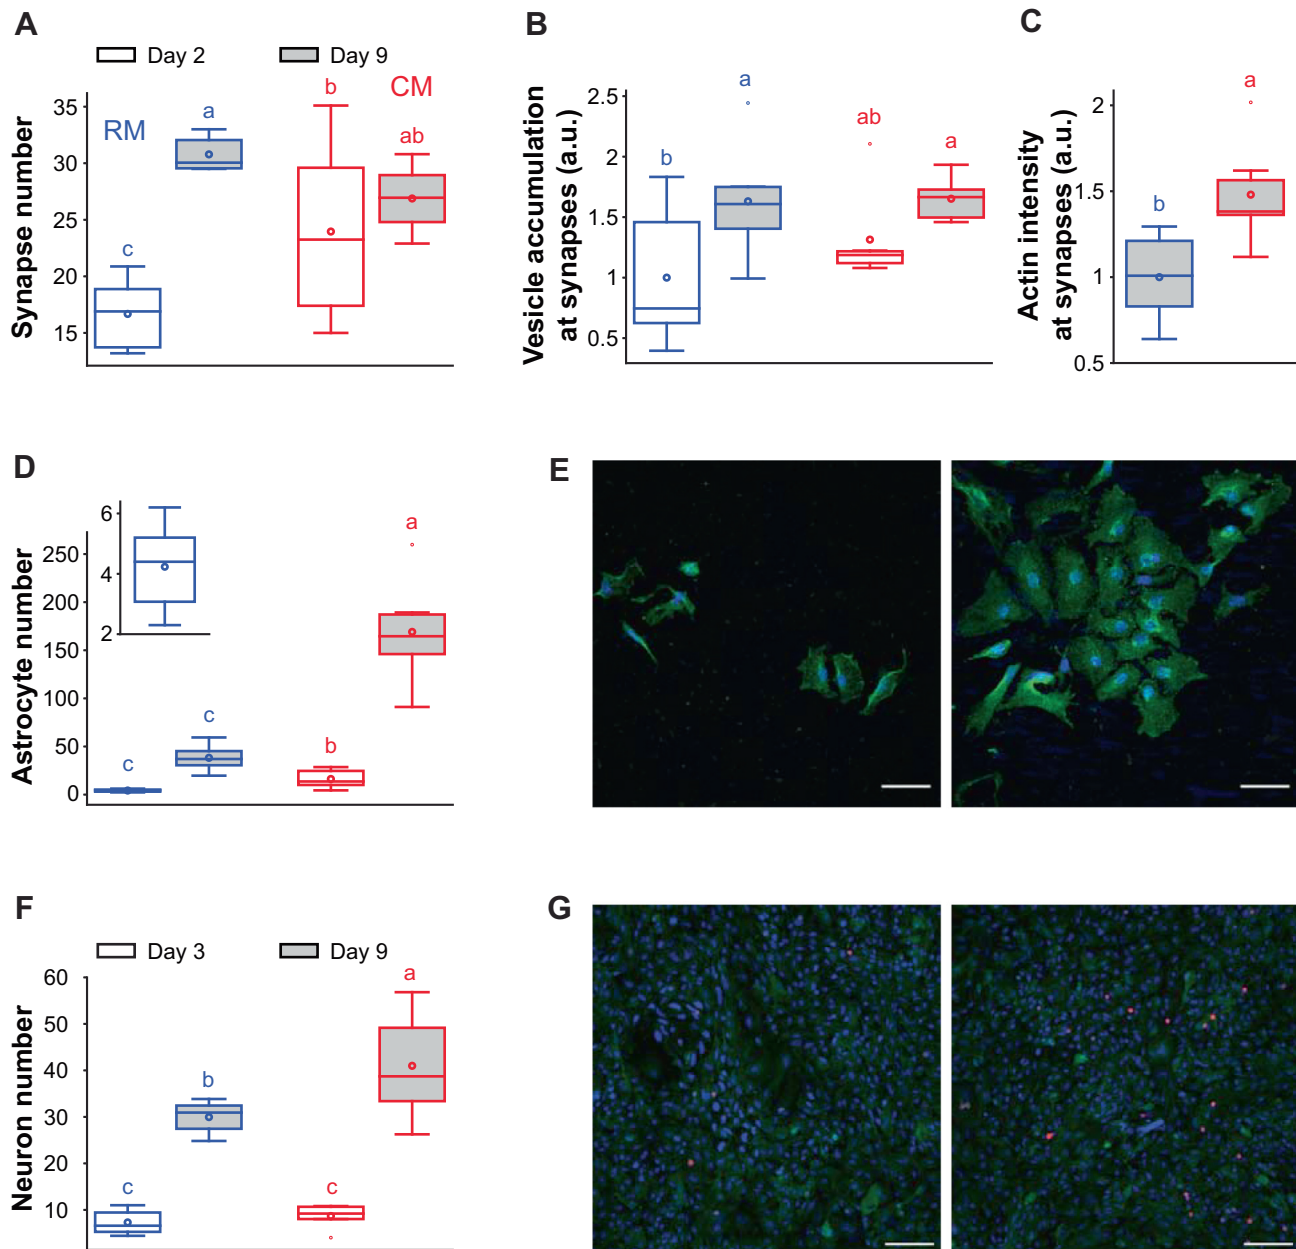 A
Day 2
Day 9
Synapse number
35
30
25
20
15
RM
CM
c
a
b
ab
B
Vesicle accumulation
at synapses (a.u.)
2.5
2
1.5
1
0.5
b
a
ab
a
C
Actin intensity
at synapses (a.u.)
2
1.5
1
0.5
b
a
D
Astrocyte number
250
200
150
100
50
0
6
4
2
c
c
b
a
E
F
Day 3
Day 9
Neuron number
60
50
40
30
20
10
c
b
c
a
G